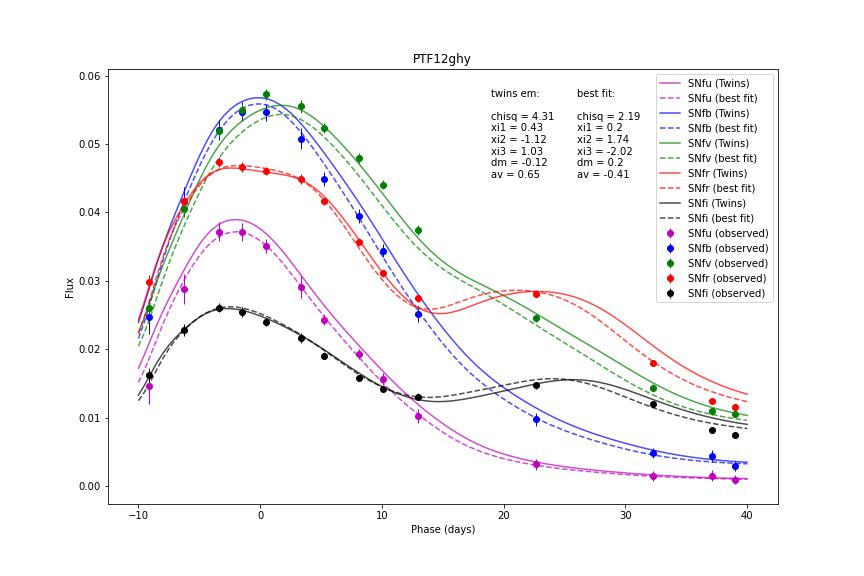 PTF12ghy
0.06
0.05
0.04
0.03
0.02
0.01
0.00
Flux
−10
0
10
20
30
40
Phase (days)
twins em:
chisq = 4.31
xi1 = 0.43
xi2 = -1.12
xi3 = 1.03
dm = -0.12
av = 0.65
best fit:
chisq = 2.19
xi1 = 0.2
xi2 = 1.74
xi3 = -2.02
dm = 0.2
av = -0.41
SNfu (Twins)
SNfu (best fit)
SNfb (Twins)
SNfb (best fit)
SNfv (Twins)
SNfv (best fit)
SNfr (Twins)
SNfr (best fit)
SNfi (Twins)
SNfi (best fit)
SNfu (observed)
SNfb (observed)
SNfv (observed)
SNfr (observed)
SNfi (observed)